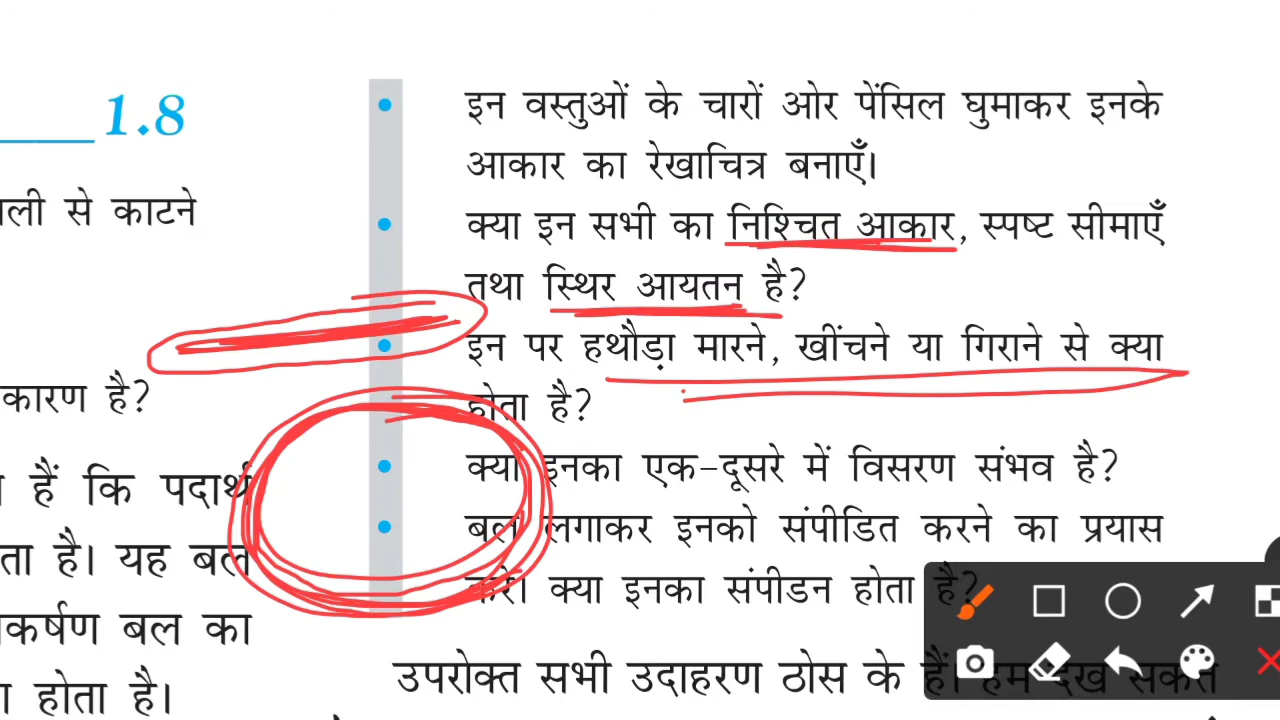 1.8
ली से काटने
कारण है?
हैं कि पदार्थ
ता है। यह बल
कर्षण बल का
होता है।
इन वस्तुओं के चारों ओर पेंसिल घुमाकर इनके
आकार का रेखाचित्र बनाएँ।
क्या इन सभी का निश्चित आकार, स्पष्ट सीमाएँ
तथा स्थिर आयतन है?
इन पर हथौड़ा मारने, खींचने या गिराने से क्या
होता है?
क्या इनका एक-दूसरे में विसरण संभव है?
बल लगाकर इनको संपीडित करने का प्रयास
करें। क्या इनका संपीडन होता है?
उपरोक्त सभी उदाहरण ठोस के हैं। हम देख सकते